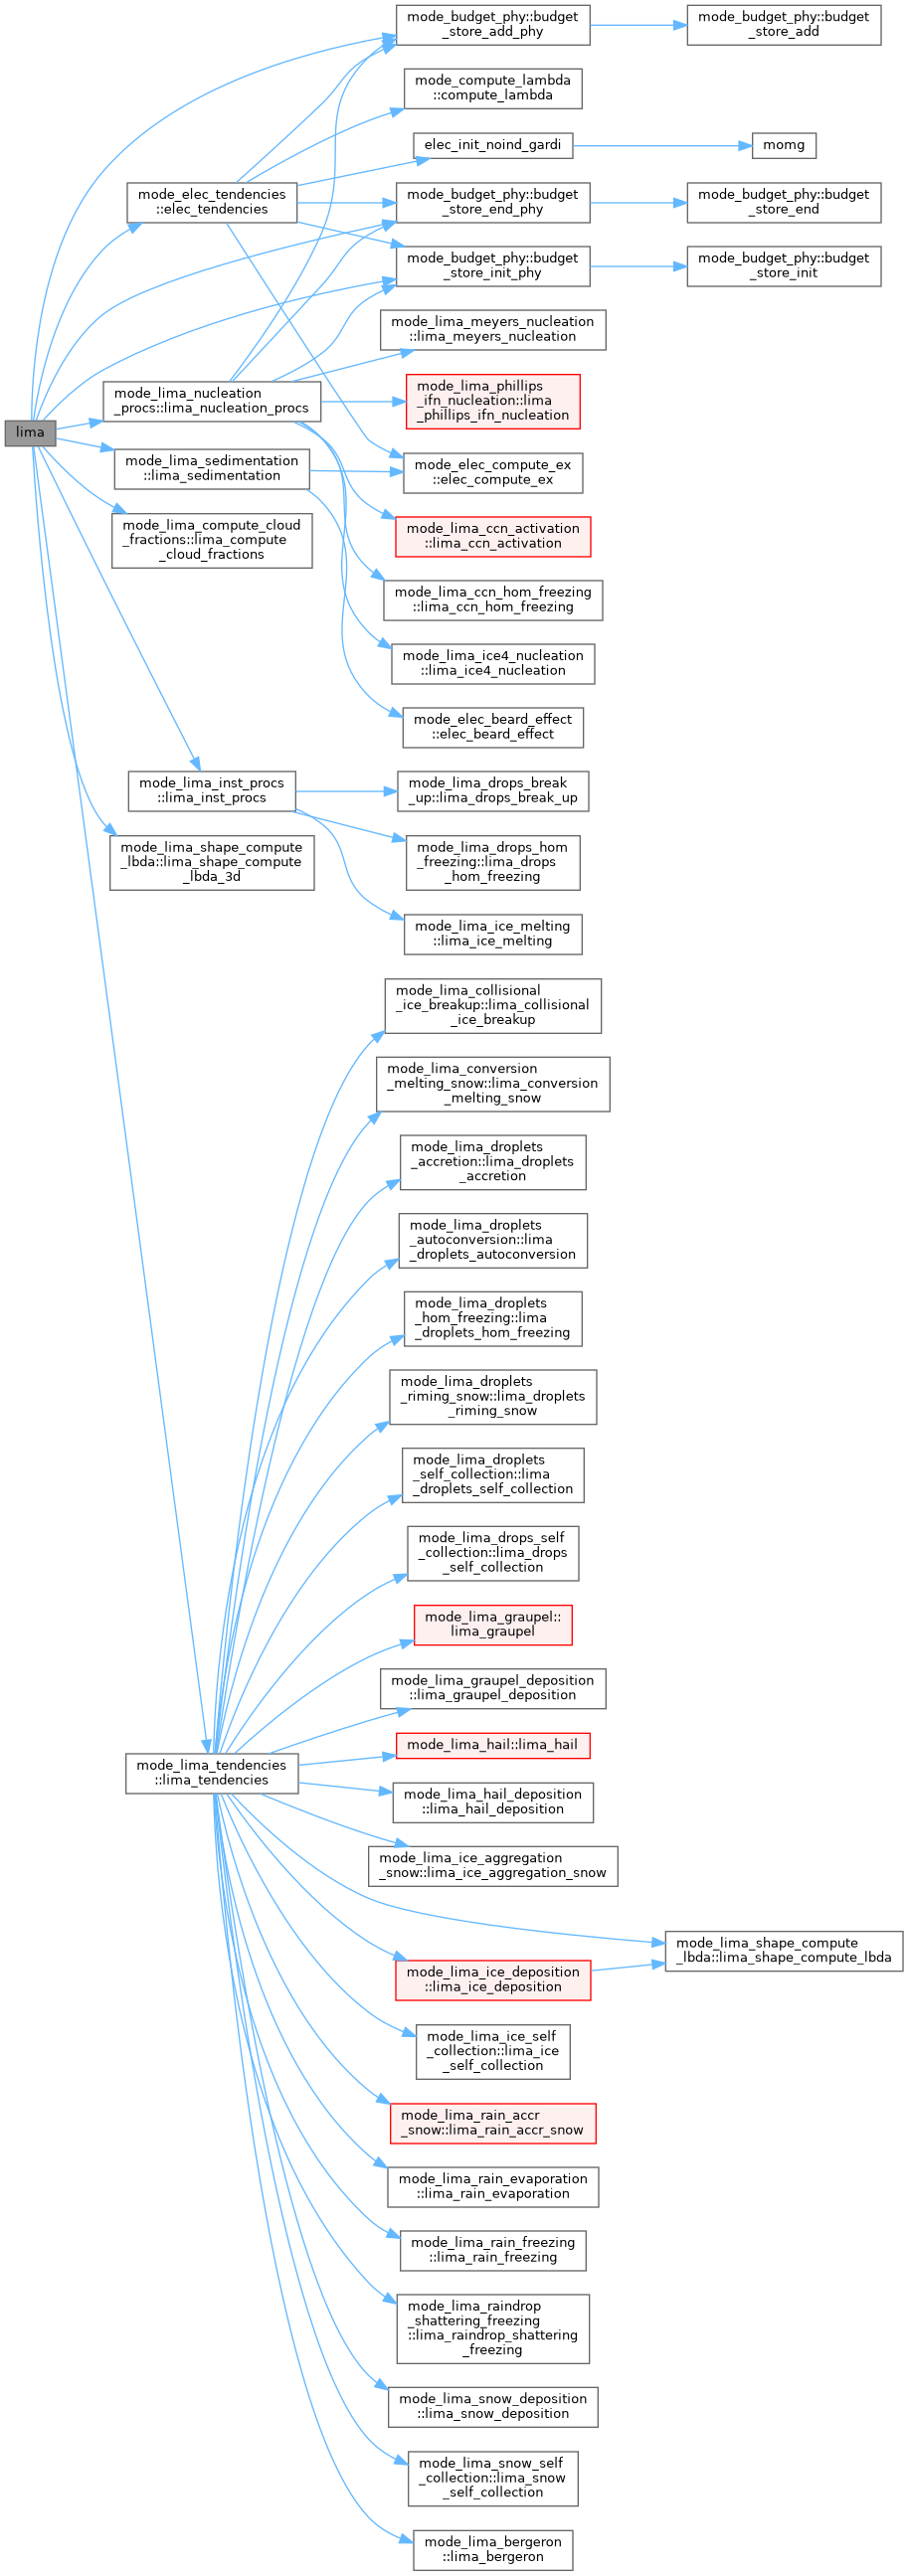 mode_budget_phy::budget
_store_add_phy
mode_budget_phy::budget
_store_add
mode_compute_lambda
::compute_lambda
elec_init_noind_gardi
momg
mode_elec_tendencies
::elec_tendencies
mode_budget_phy::budget
_store_end_phy
mode_budget_phy::budget
_store_end
mode_budget_phy::budget
_store_init_phy
mode_budget_phy::budget
_store_init
mode_lima_meyers_nucleation
::lima_meyers_nucleation
mode_lima_nucleation
_procs::lima_nucleation_procs
mode_lima_phillips
_ifn_nucleation::lima
_phillips_ifn_nucleation
lima
mode_lima_sedimentation
::lima_sedimentation
mode_elec_compute_ex
::elec_compute_ex
mode_lima_compute_cloud
_fractions::lima_compute
_cloud_fractions
mode_lima_ccn_activation
::lima_ccn_activation
mode_lima_ccn_hom_freezing
::lima_ccn_hom_freezing
mode_lima_ice4_nucleation
::lima_ice4_nucleation
mode_elec_beard_effect
::elec_beard_effect
mode_lima_inst_procs
::lima_inst_procs
mode_lima_drops_break
_up::lima_drops_break_up
mode_lima_shape_compute
_lbda::lima_shape_compute
_lbda_3d
mode_lima_drops_hom
_freezing::lima_drops
_hom_freezing
mode_lima_ice_melting
::lima_ice_melting
mode_lima_collisional
_ice_breakup::lima_collisional
_ice_breakup
mode_lima_conversion
_melting_snow::lima_conversion
_melting_snow
mode_lima_droplets
_accretion::lima_droplets
_accretion
mode_lima_droplets
_autoconversion::lima
_droplets_autoconversion
mode_lima_droplets
_hom_freezing::lima
_droplets_hom_freezing
mode_lima_droplets
_riming_snow::lima_droplets
_riming_snow
mode_lima_droplets
_self_collection::lima
_droplets_self_collection
mode_lima_drops_self
_collection::lima_drops
_self_collection
mode_lima_graupel::
lima_graupel
mode_lima_graupel_deposition
::lima_graupel_deposition
mode_lima_hail::lima_hail
mode_lima_tendencies
::lima_tendencies
mode_lima_hail_deposition
::lima_hail_deposition
mode_lima_ice_aggregation
_snow::lima_ice_aggregation_snow
mode_lima_shape_compute
_lbda::lima_shape_compute_lbda
mode_lima_ice_deposition
::lima_ice_deposition
mode_lima_ice_self
_collection::lima_ice
_self_collection
mode_lima_rain_accr
_snow::lima_rain_accr_snow
mode_lima_rain_evaporation
::lima_rain_evaporation
mode_lima_rain_freezing
::lima_rain_freezing
mode_lima_raindrop
_shattering_freezing
::lima_raindrop_shattering
_freezing
mode_lima_snow_deposition
::lima_snow_deposition
mode_lima_snow_self
_collection::lima_snow
_self_collection
mode_lima_bergeron
::lima_bergeron